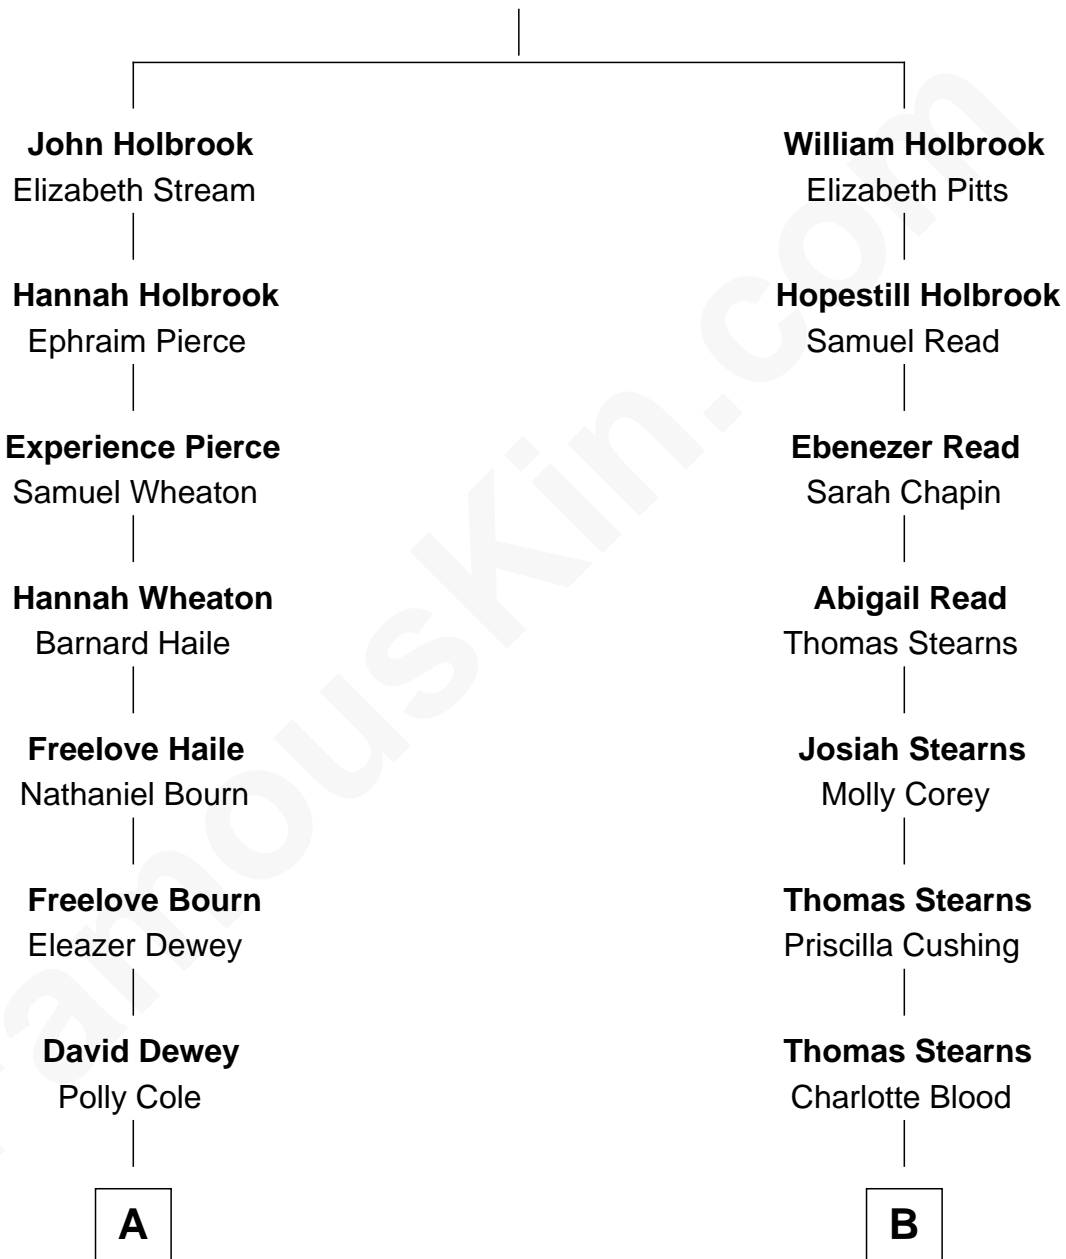 John Holbrook
Elizabeth Stream
Hannah Holbrook
Ephraim Pierce
Experience Pierce
Samuel Wheaton
Hannah Wheaton
Barnard Haile
Freelove Haile
Nathaniel Bourn
Freelove Bourn
Eleazer Dewey
David Dewey
Polly Cole
A
William Holbrook
Elizabeth Pitts
Hopestill Holbrook
Samuel Read
Ebenezer Read
Sarah Chapin
Abigail Read
Thomas Stearns
Josiah Stearns
Molly Corey
Thomas Stearns
Priscilla Cushing
Thomas Stearns
Charlotte Blood
B
FamousKin.com